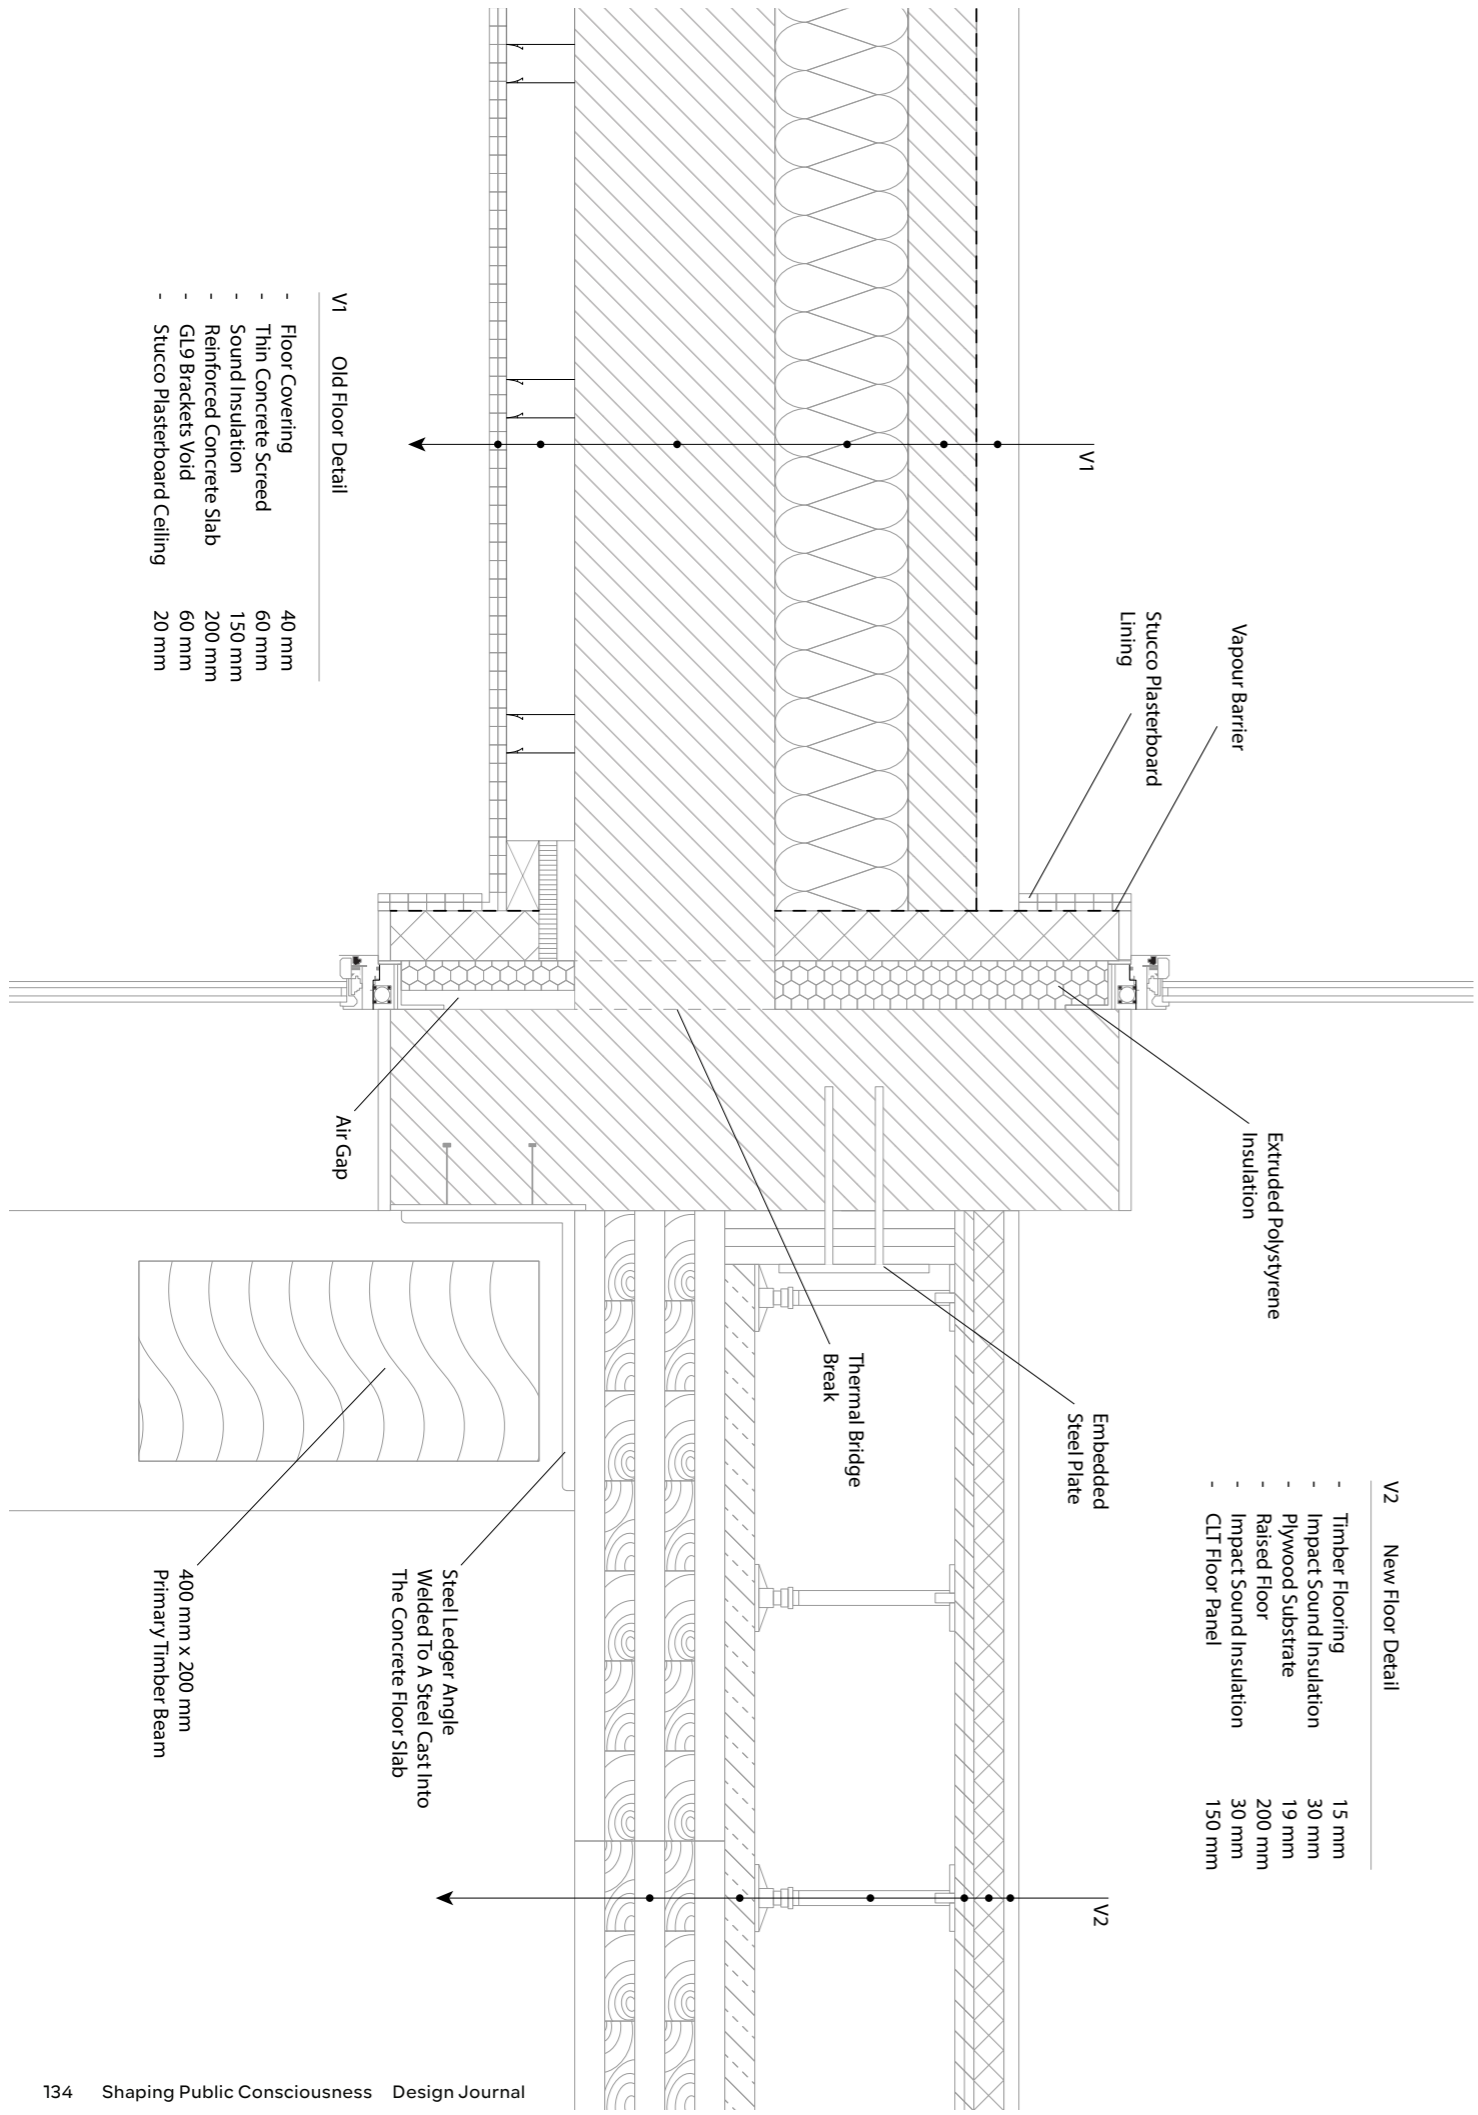 V1 Old Floor Detail
- Floor Covering 40 mm
- Thin Concrete Screed 60 mm
- Sound Insulation 150 mm
- Reinforced Concrete Slab 200 mm
- GL9 Brackets Void 60 mm
- Stucco Plasterboard Ceiling 20 mm
V1
Vapour Barrier
Stucco Plasterboard
Lining
Extruded Polystyrene
Insulation
Air Gap
Thermal Bridge
Break
Embedded
Steel Plate
V2 New Floor Detail
- Timber Flooring 15 mm
- Impact Sound Insulation 30 mm
- Plywood Substrate 19 mm
- Raised Floor 200 mm
- Impact Sound Insulation 30 mm
- CLT Floor Panel 150 mm
Steel Ledger Angle
Welded To A Steel Cast Into
The Concrete Floor Slab
400 mm x 200 mm
Primary Timber Beam
V2
134 Shaping Public Consciousness Design Journal